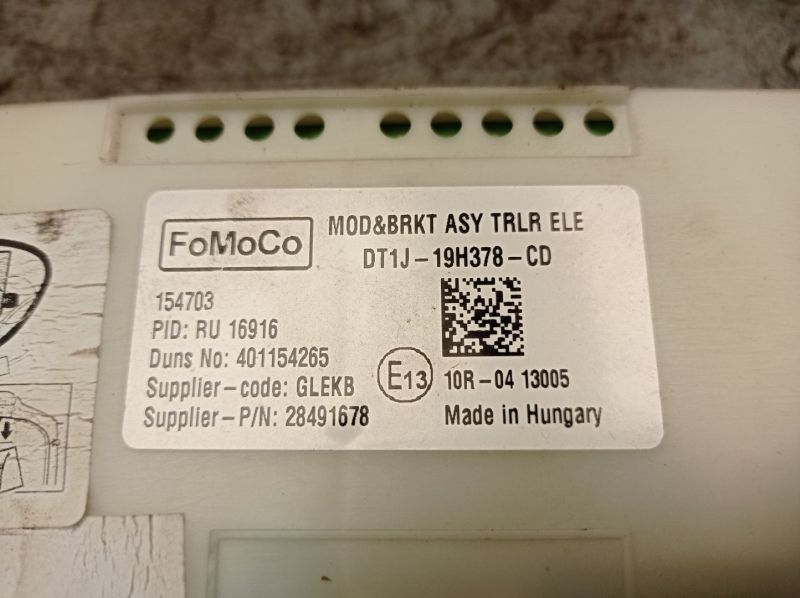 FoMoCo
MOD&BRKT ASY TRLR ELE
DT1J-19H378-CD
154703
PID: RU 16916
Duns No: 401154265
Supplier-code: GLEKB
Supplier-P/N: 28491678
E13
10R-04 13005
Made in Hungary